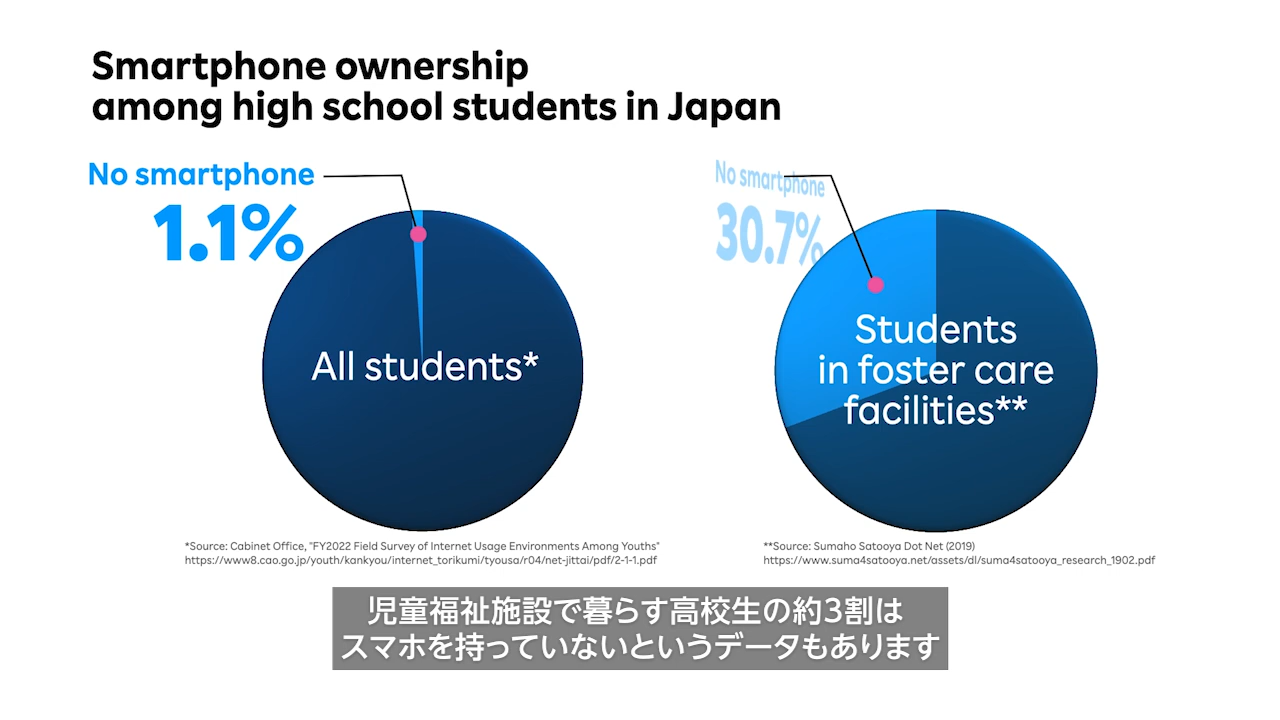 Smartphone ownership
among high school students in Japan
No smartphone
1.1%
All students*
No smartphone
30.7%
Students
in foster care
facilities**
*Source: Cabinet Office, "FY2022 Field Survey of Internet Usage Environments Among Youths"
https://www8.cao.go.jp/youth/kankyou/internet_torikumi/tyousa/r04/net-jittai/pdf/2-1-1.pdf
**Source: Sumaho Satooya Dot Net (2019)
https://www.suma4satooya.net/assets/dl/suma4satooya_research_1902.pdf
児童福祉施設で暮らす高校生の約3割は
スマホを持っていないというデータもあります